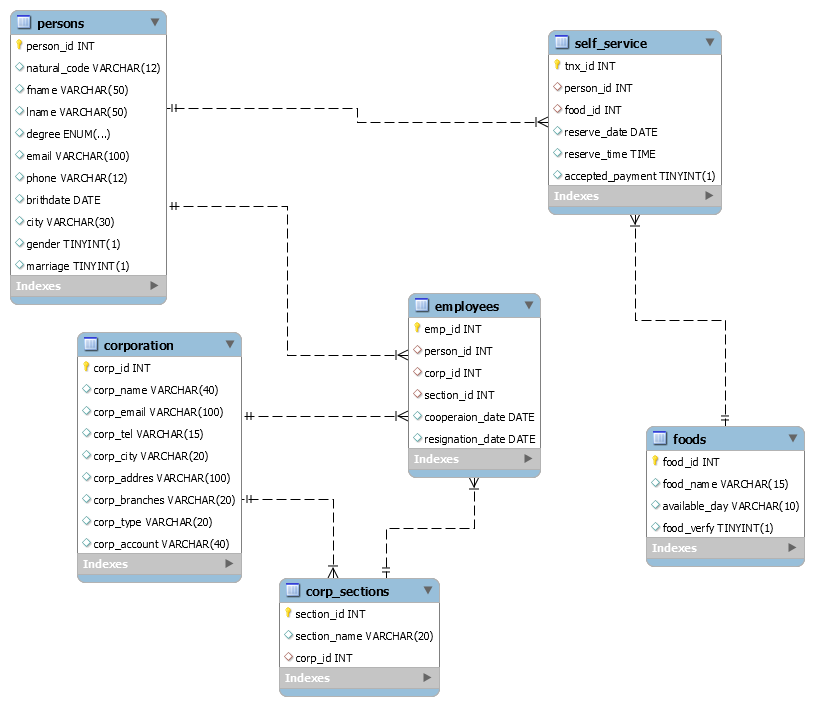 persons
person_id INT
natural_code VARCHAR(12)
fname VARCHAR(50)
lname VARCHAR(50)
degree ENUM(...)
email VARCHAR(100)
phone VARCHAR(12)
brithdate DATE
city VARCHAR(30)
gender TINYINT(1)
marriage TINYINT(1)
Indexes
self_service
tnx_id INT
person_id INT
food_id INT
reserve_date DATE
reserve_time TIME
accepted_payment TINYINT(1)
Indexes
employees
emp_id INT
person_id INT
corp_id INT
section_id INT
cooperaion_date DATE
resignation_date DATE
Indexes
corporation
corp_id INT
corp_name VARCHAR(40)
corp_email VARCHAR(100)
corp_tel VARCHAR(15)
corp_city VARCHAR(20)
corp_addres VARCHAR(100)
corp_branches VARCHAR(20)
corp_type VARCHAR(20)
corp_account VARCHAR(40)
Indexes
foods
food_id INT
food_name VARCHAR(15)
available_day VARCHAR(10)
food_verfy TINYINT(1)
Indexes
corp_sections
section_id INT
section_name VARCHAR(20)
corp_id INT
Indexes